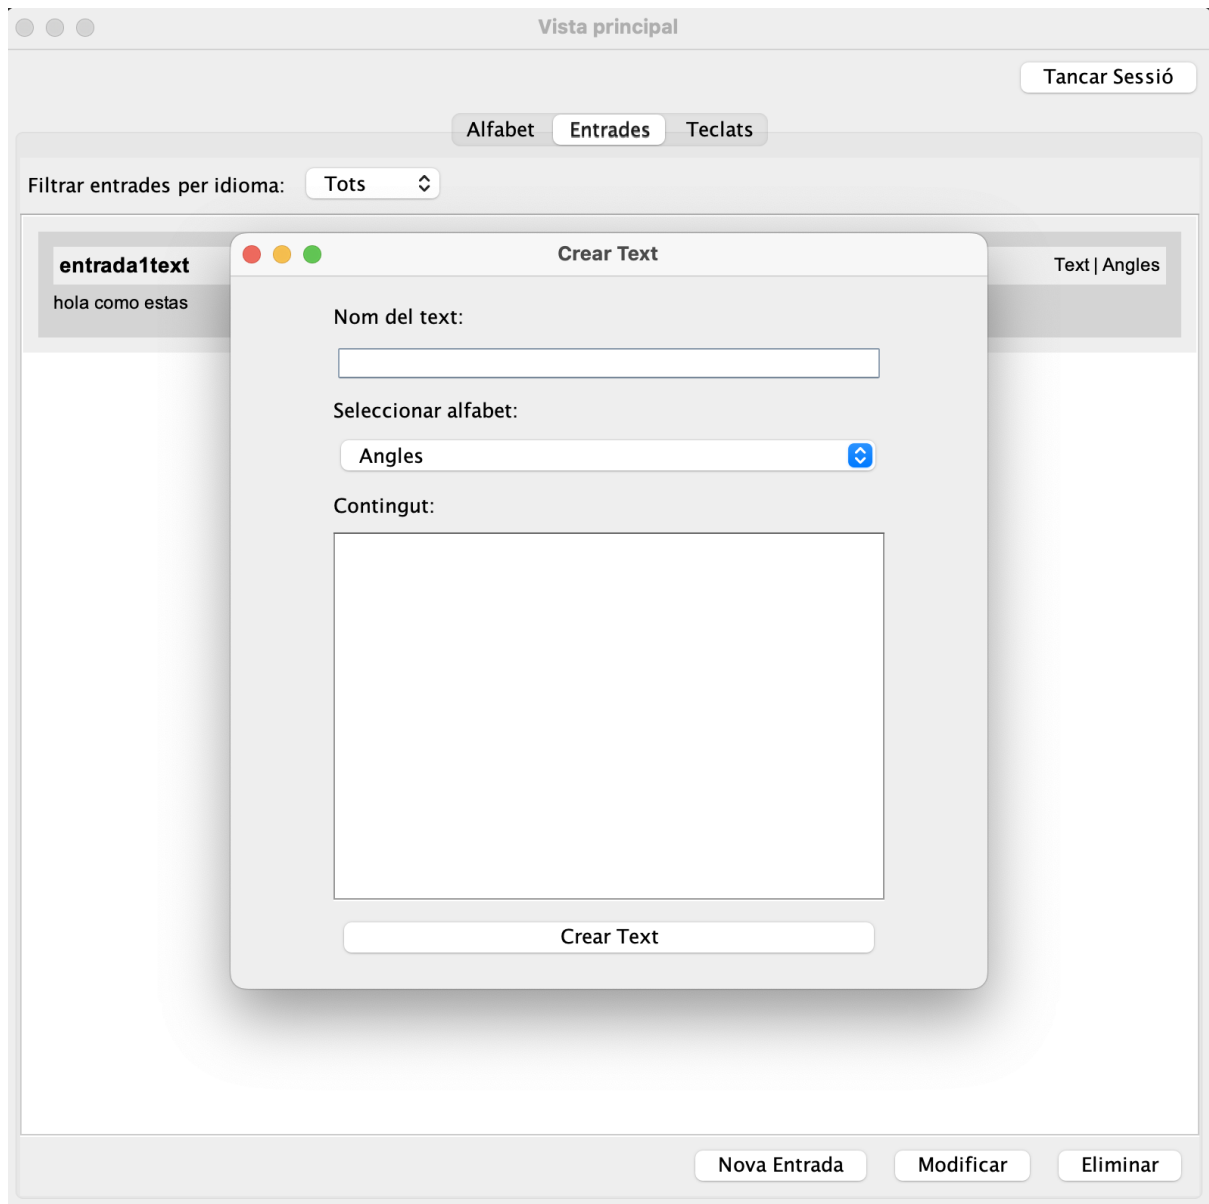 Vista principal
Tancar Sessió
Alfabet Entrades Teclats
Filtrar entrades per idioma: Tots
entrada1text Text | Angles
hola como estas
Crear Text
Nom del text:
Seleccionar alfabet:
Angles
Contingut:
Crear Text
Nova Entrada Modificar Eliminar